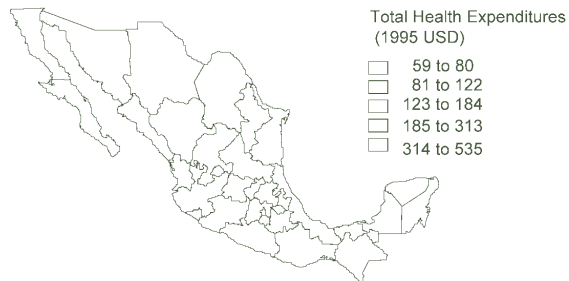 Total Health Expenditures
(1995 USD)
59 to 80
81 to 122
123 to 184
185 to 313
314 to 535